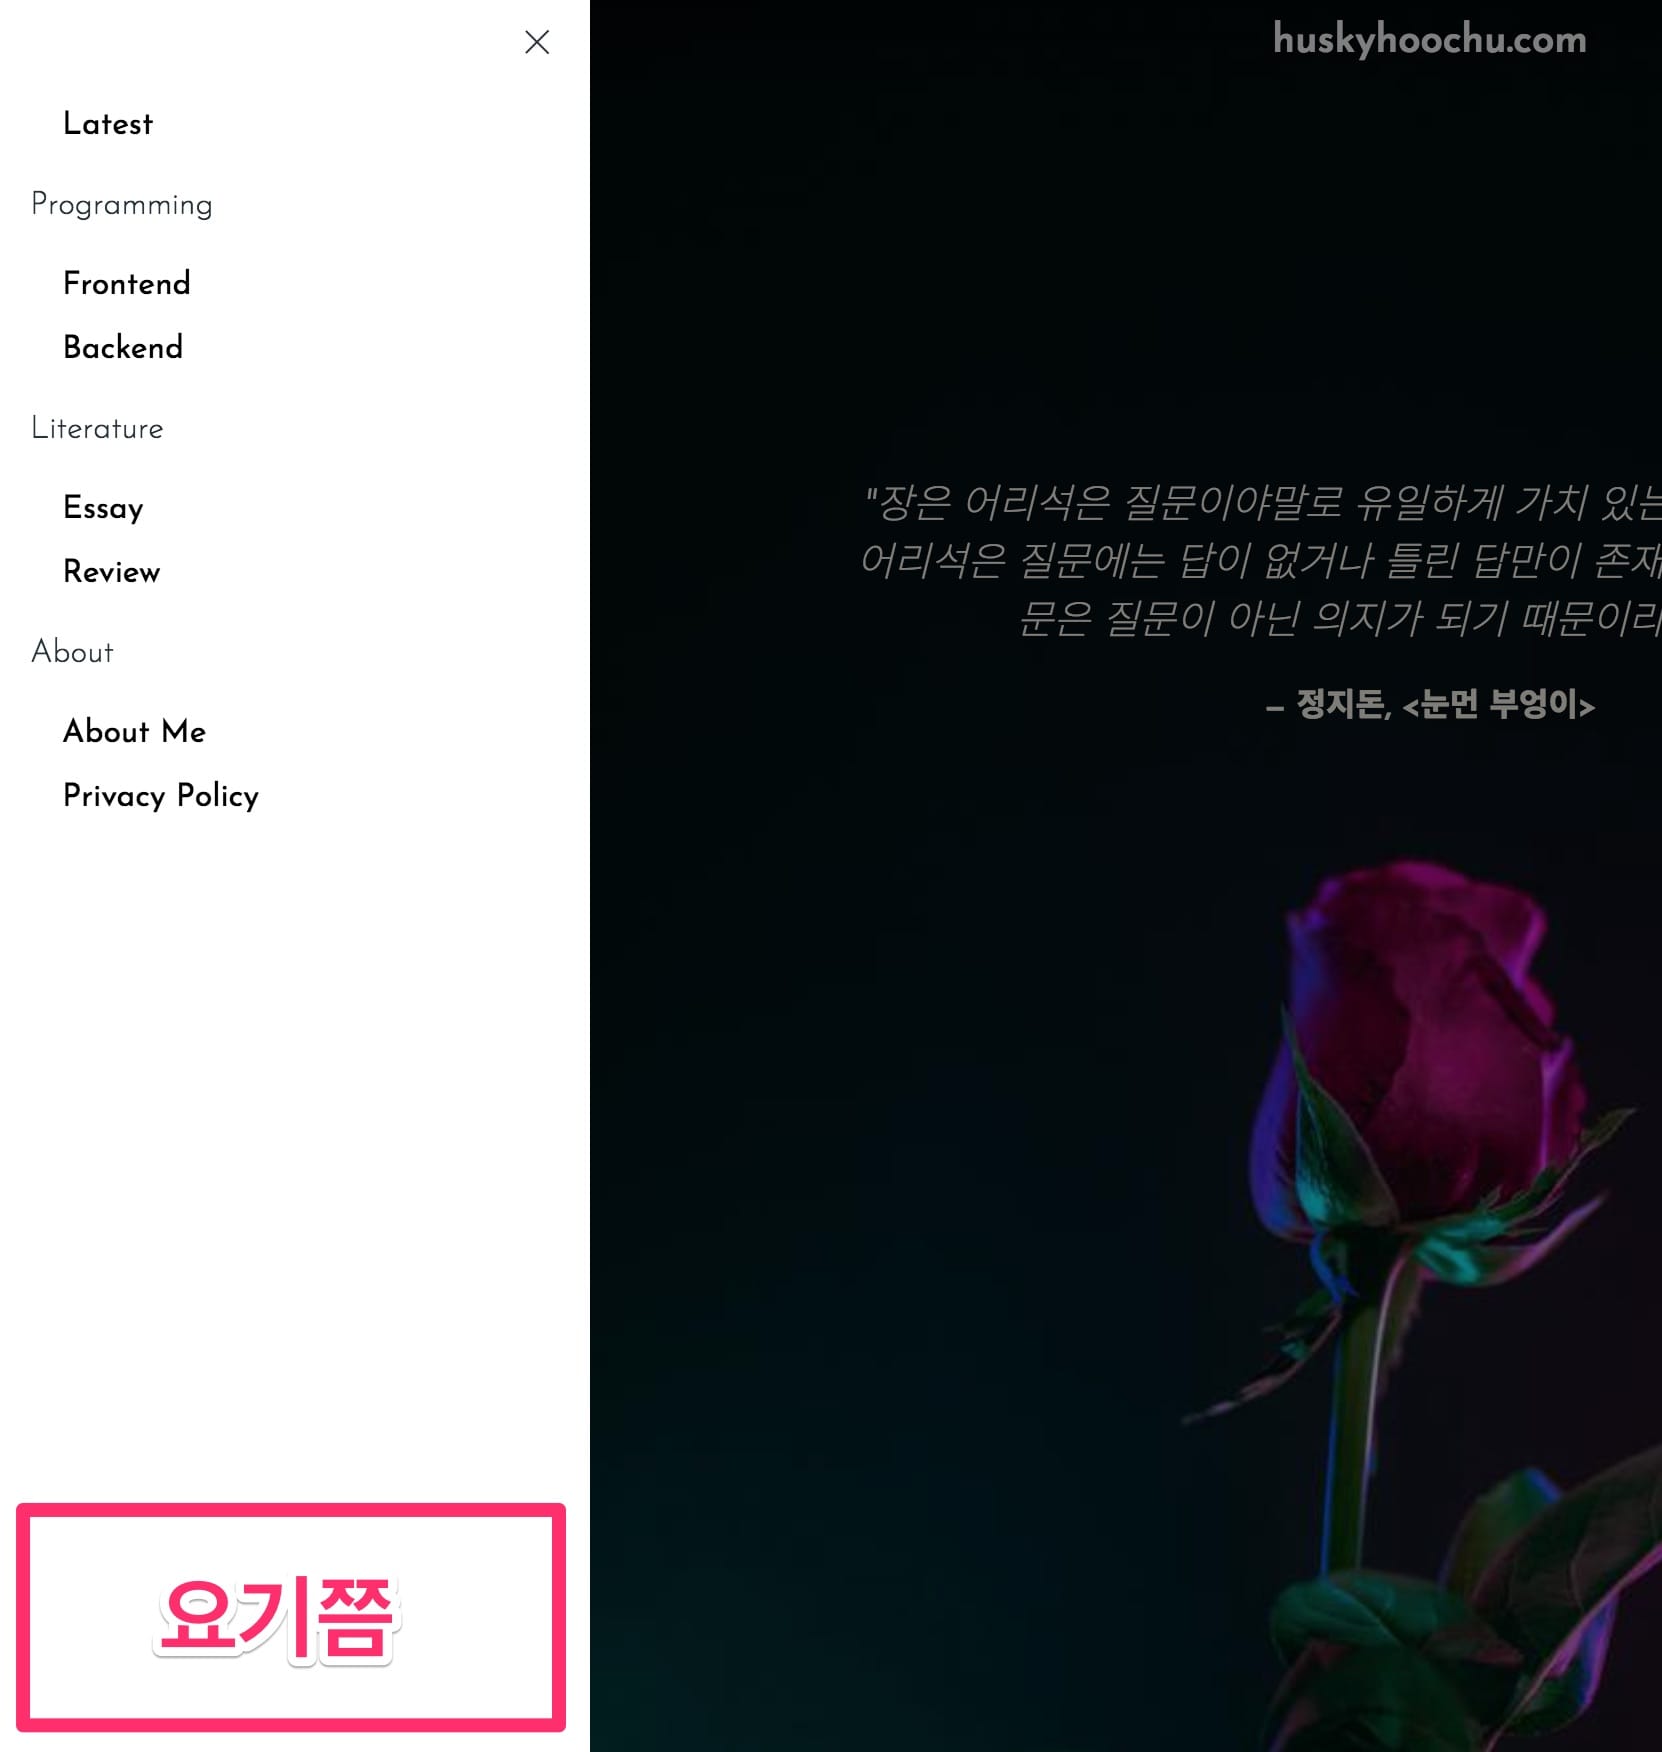 Latest
Programming
Frontend
Backend
Literature
Essay
Review
About
About Me
Privacy Policy
요기쯤
huskyhoochu.com
"장은 어리석은 질문이야말로 유일하게 가치 있는
어리석은 질문에는 답이 없거나 틀린 답만이 존재
문은 질문이 아닌 의지가 되기 때문이라
– 정지돈, <눈먼 부엉이>